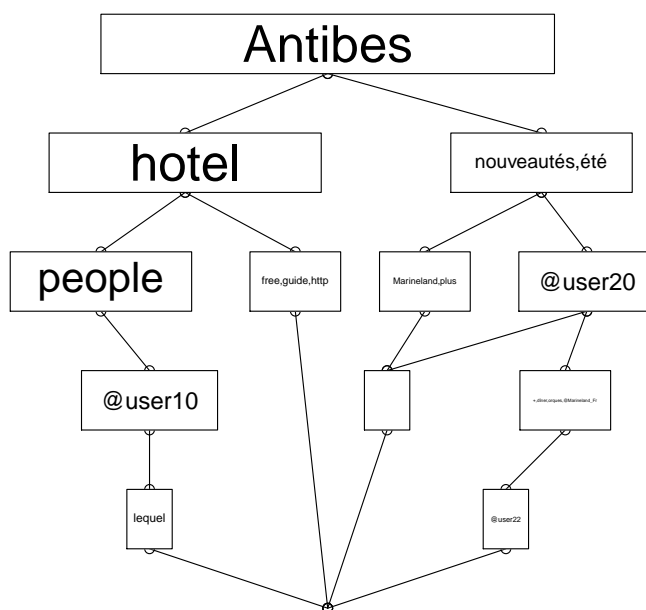 Antibes
hotel
nouveautés,été
people
free,guide,http
Marineland,plus
@user20
@user10
lequel
@user22